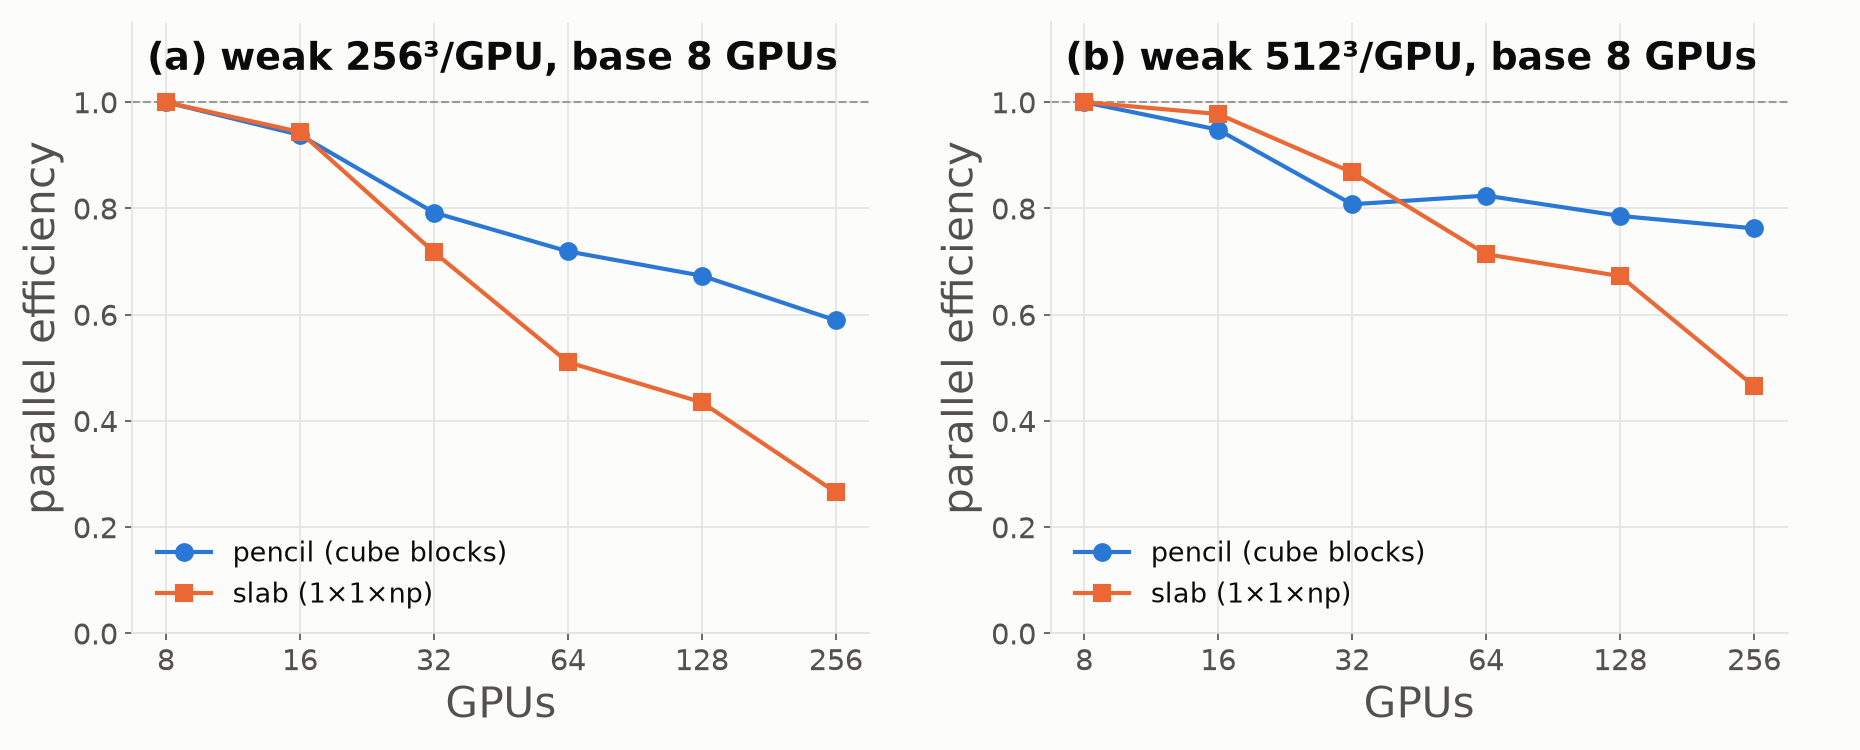 (a) weak 256³/GPU, base 8 GPUs
parallel efficiency
1.0
0.8
0.6
0.4
0.2
0.0
pencil (cube blocks)
slab (1×1×np)
8 16 32 64 128 256
GPUs
(b) weak 512³/GPU, base 8 GPUs
parallel efficiency
1.0
0.8
0.6
0.4
0.2
0.0
pencil (cube blocks)
slab (1×1×np)
8 16 32 64 128 256
GPUs